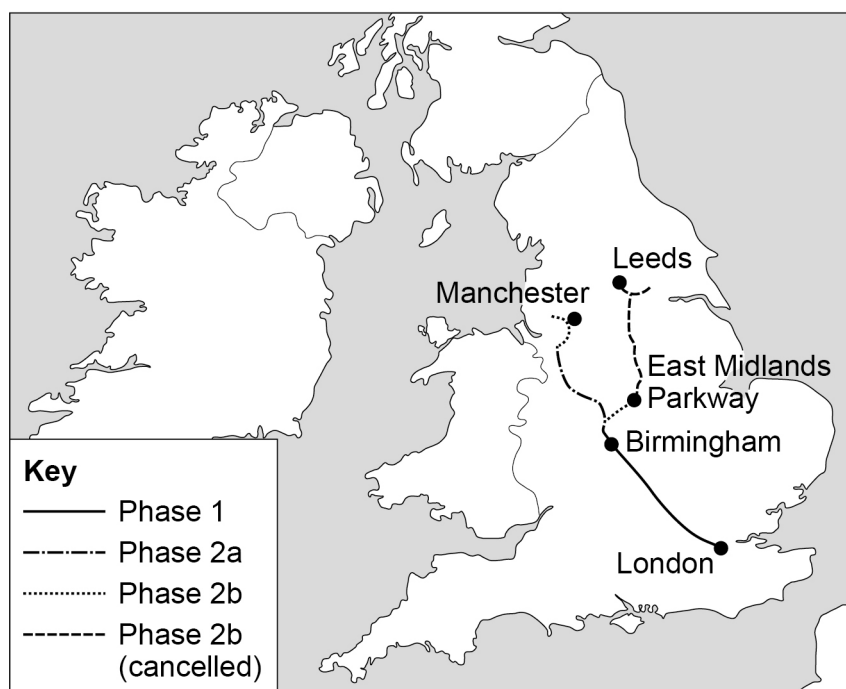 Leeds
Manchester
East Midlands
Parkway
Birmingham
London
Key
Phase 1
Phase 2a
Phase 2b
Phase 2b
(cancelled)